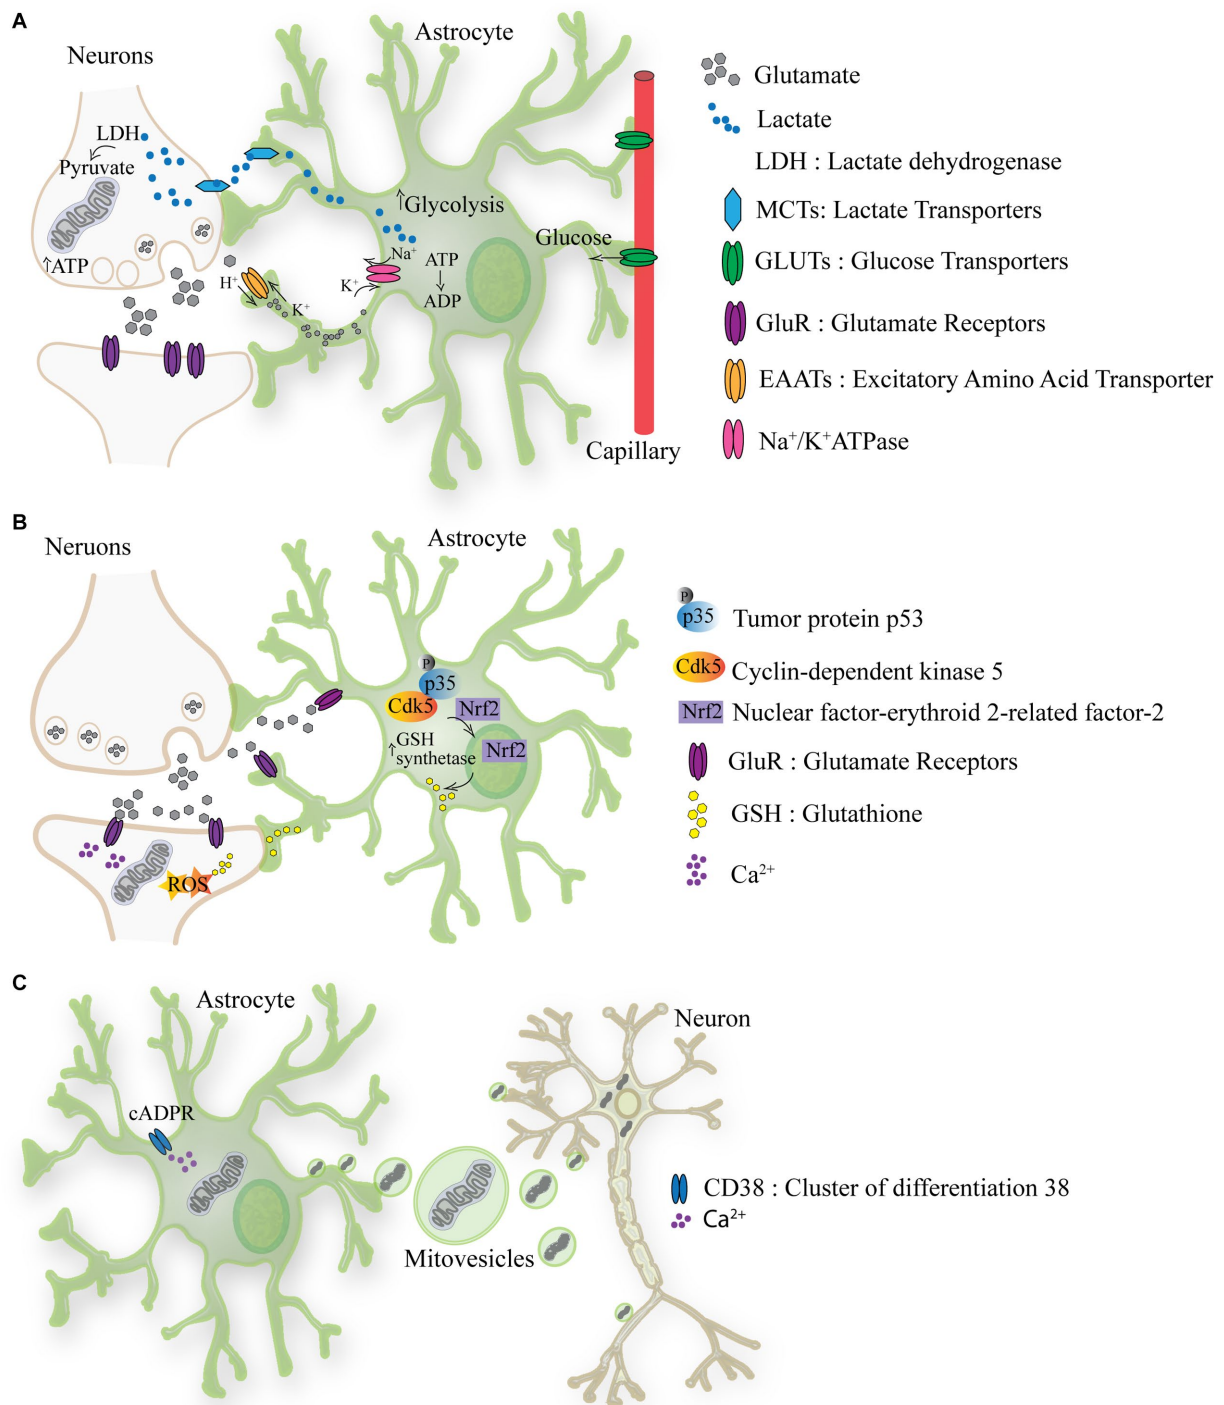 A
Neurons
Astrocyte
LDH
Pyruvate
↑ATP
H⁺
K⁺
K⁺
Na⁺
↑Glycolysis
ATP
ADP
Glucose
Capillary
Glutamate
Lactate
LDH : Lactate dehydrogenase
MCTs: Lactate Transporters
GLUTs : Glucose Transporters
GluR : Glutamate Receptors
EAATs : Excitatory Amino Acid Transporter
Na⁺/K⁺ATPase
B
Neruons
Astrocyte
P
p35
Cdk5
Nrf2
↑GSH
synthetase
Nrf2
ROS
P
p35
Tumor protein p53
Cdk5
Cyclin-dependent kinase 5
Nrf2
Nuclear factor-erythroid 2-related factor-2
GluR : Glutamate Receptors
GSH : Glutathione
Ca²⁺
C
Astrocyte
cADPR
Mitovesicles
Neuron
CD38 : Cluster of differentiation 38
Ca²⁺